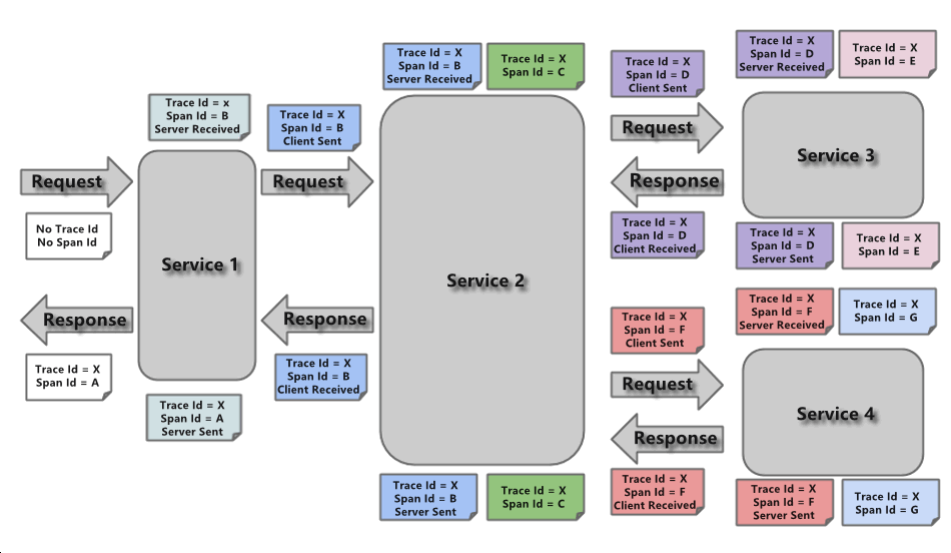 Trace Id = X
Span Id = B
Server Received
Trace Id = X
Span Id = C
Trace Id = X
Span Id = D
Client Sent
Trace Id = X
Span Id = D
Server Received
Trace Id = X
Span Id = E
Trace Id = x
Span Id = B
Server Received
Trace Id = X
Span Id = B
Client Sent
Request
Request
Request
Response
Service 3
No Trace Id
No Span Id
Service 1
Service 2
Trace Id = X
Span Id = D
Client Received
Trace Id = X
Span Id = D
Server Sent
Trace Id = X
Span Id = E
Response
Response
Trace Id = X
Span Id = F
Client Sent
Trace Id = X
Span Id = F
Server Received
Trace Id = X
Span Id = G
Trace Id = X
Span Id = A
Trace Id = X
Span Id = B
Client Received
Request
Response
Service 4
Trace Id = X
Span Id = A
Server Sent
Trace Id = X
Span Id = B
Server Sent
Trace Id = X
Span Id = C
Trace Id = X
Span Id = F
Client Received
Trace Id = X
Span Id = F
Server Sent
Trace Id = X
Span Id = G